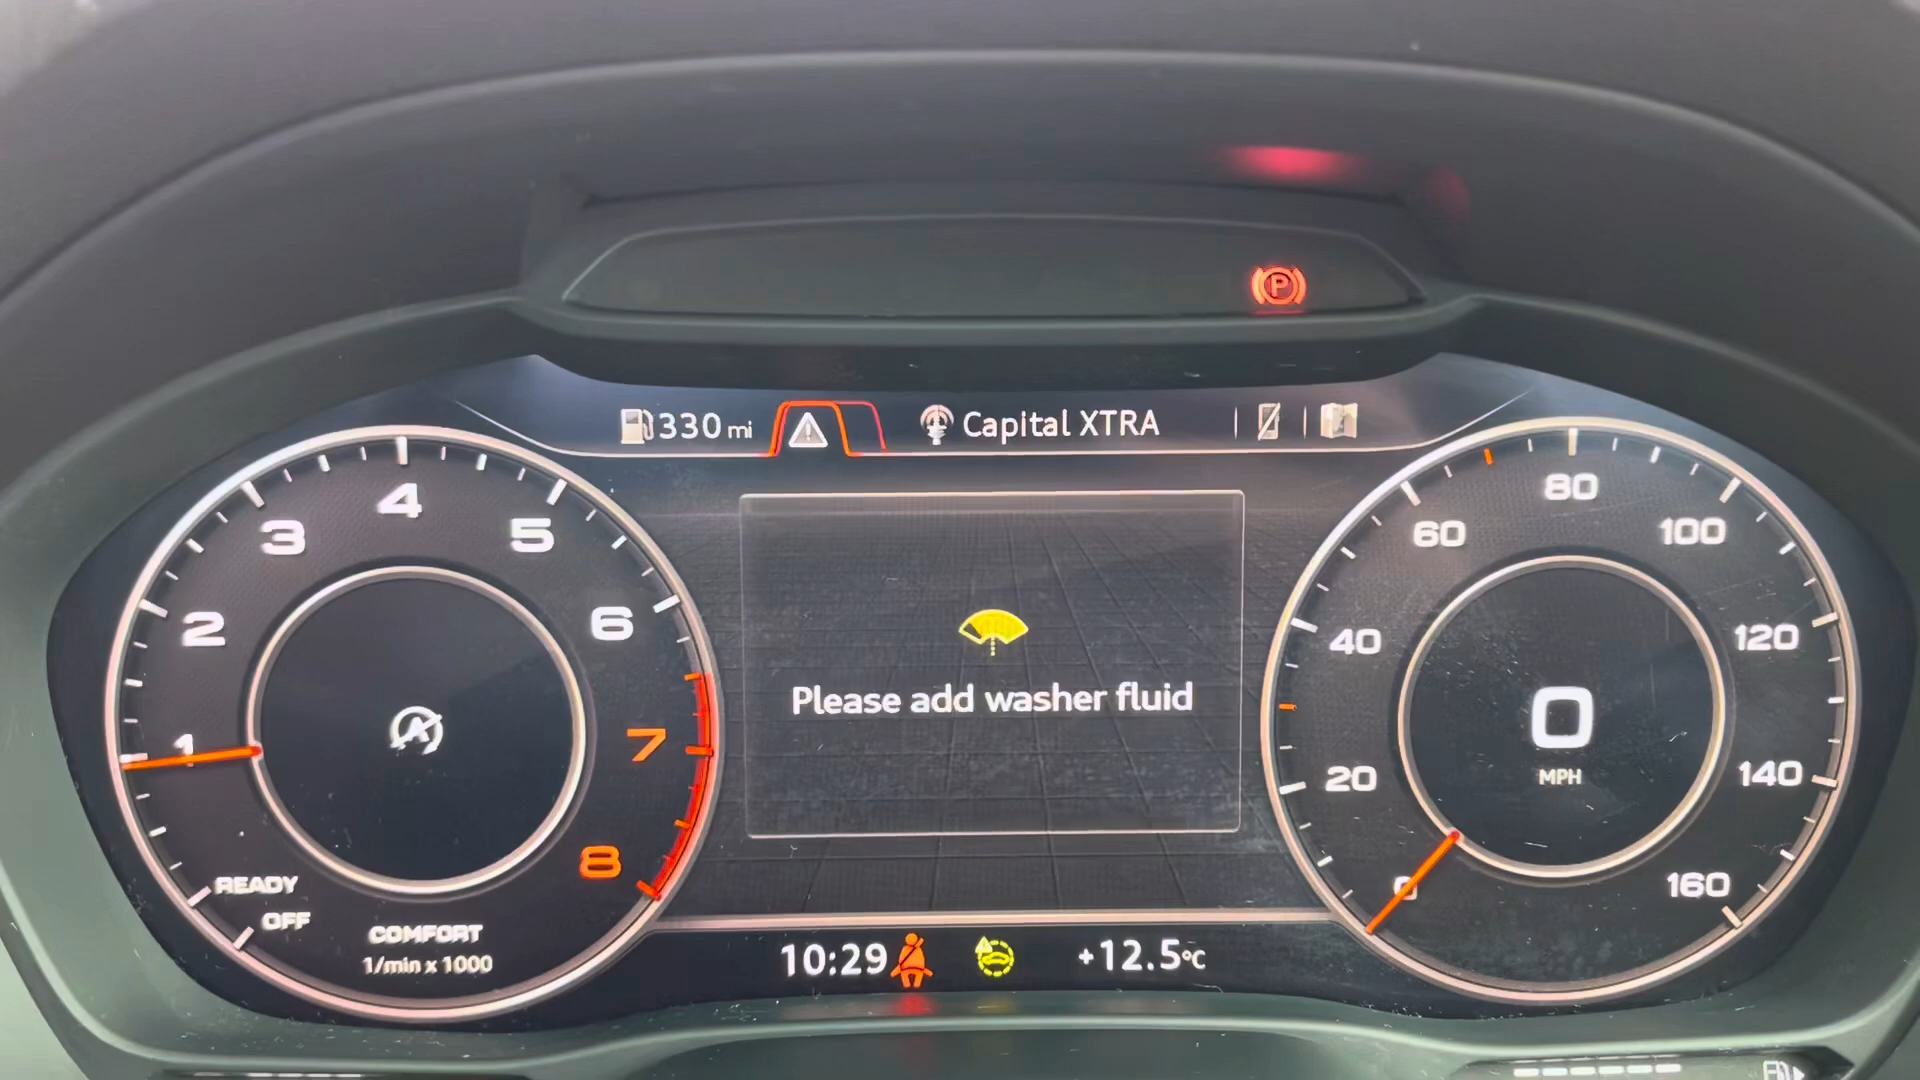 P
330 mi
Capital XTRA
1
2
3
4
5
6
7
8
READY
OFF
COMFORT
1/min x 1000
A
Please add washer fluid
0
20
40
60
80
100
120
140
160
0
MPH
10:29
+12.5°C